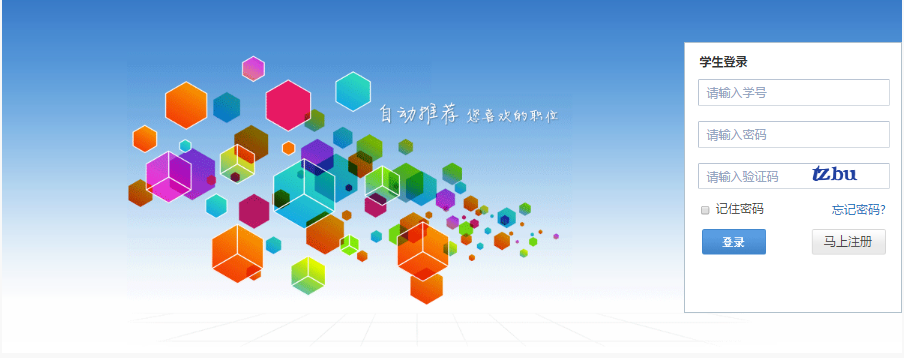 自动推荐 您喜欢的职位
学生登录
请输入学号
请输入密码
请输入验证码
记住密码 忘记密码?
登录 马上注册